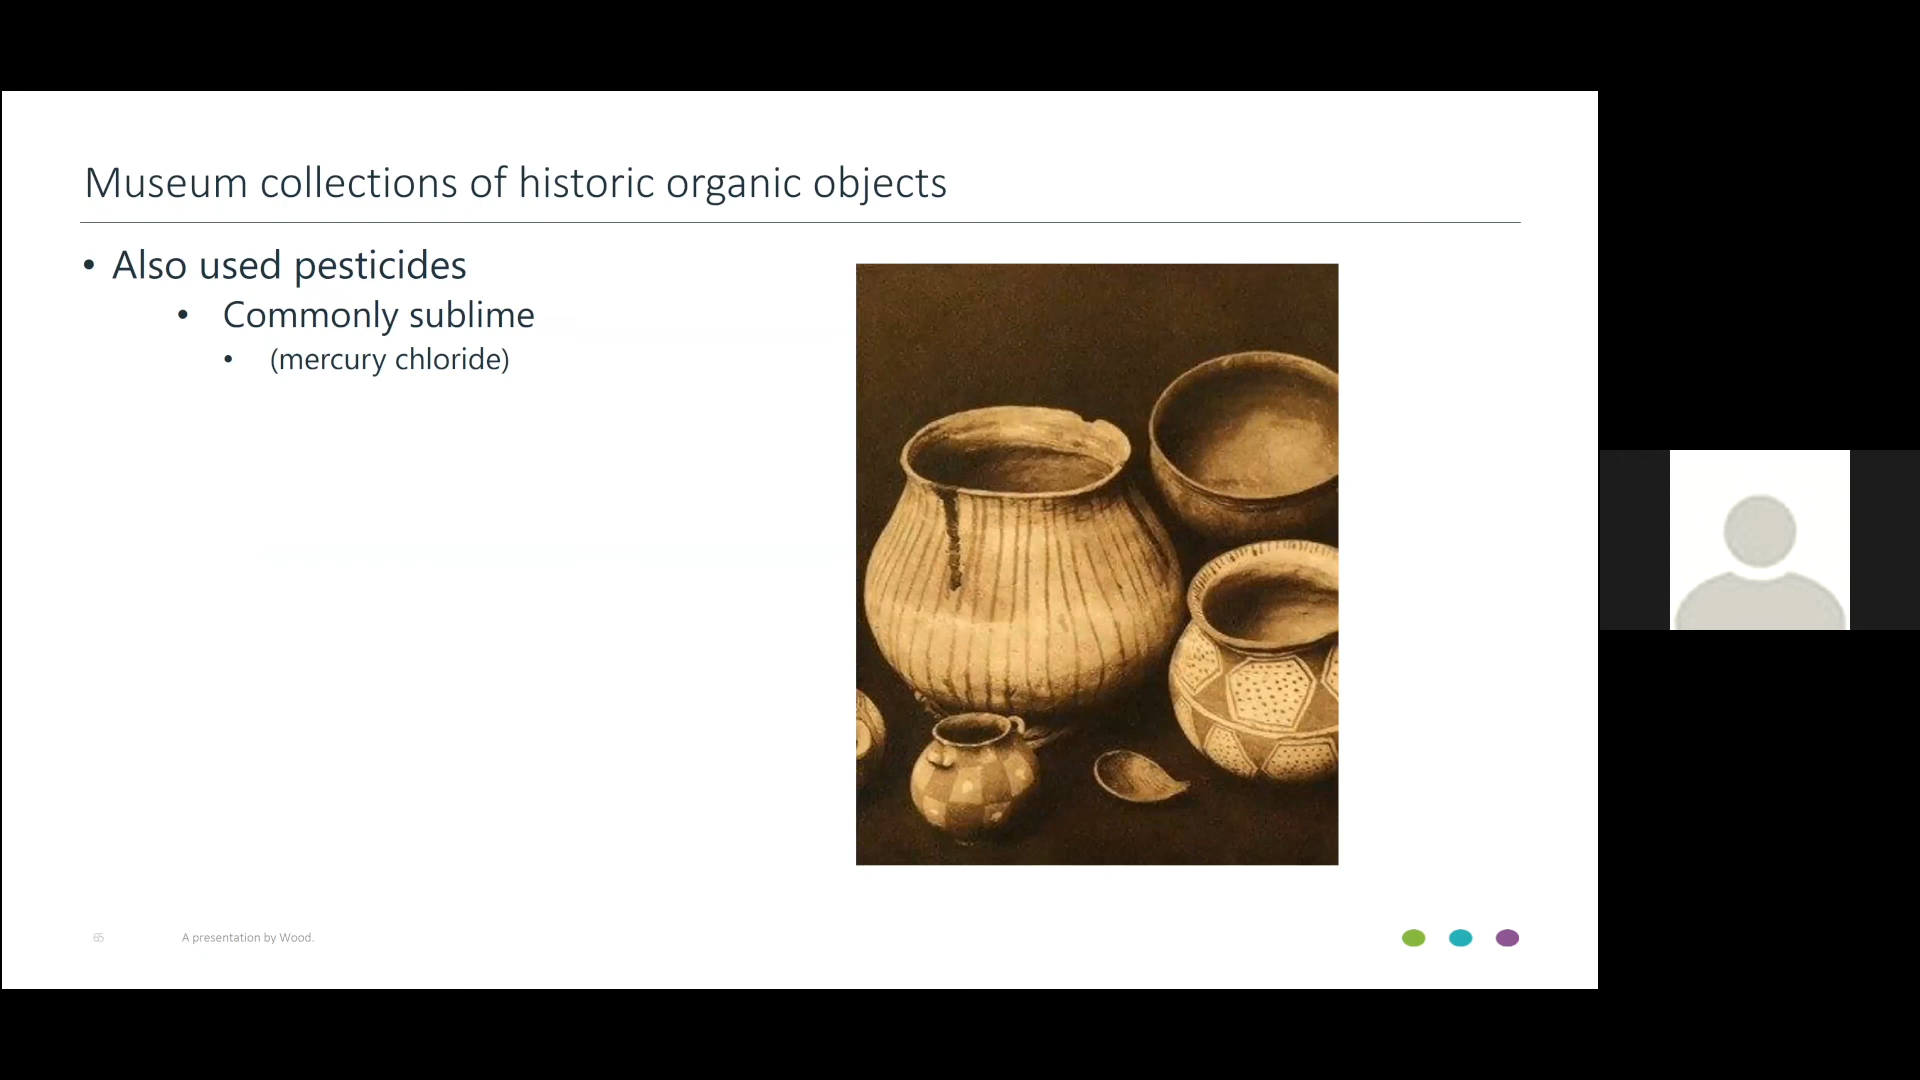 Museum collections of historic organic objects
• Also used pesticides
• Commonly sublime
• (mercury chloride)
65
A presentation by Wood.